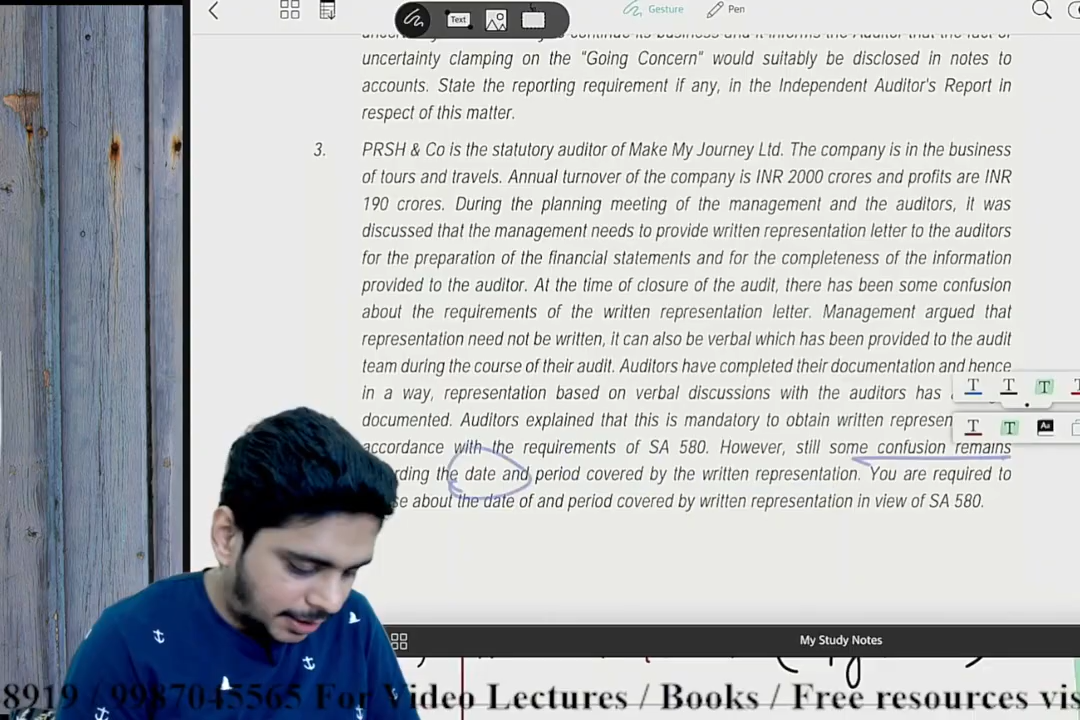 Text
Gesture
Pen
uncertainty clamping on the "Going Concern" would suitably be disclosed in notes to
accounts. State the reporting requirement if any, in the Independent Auditor's Report in
respect of this matter.
3. PRSH & Co is the statutory auditor of Make My Journey Ltd. The company is in the business
of tours and travels. Annual turnover of the company is INR 2000 crores and profits are INR
190 crores. During the planning meeting of the management and the auditors, it was
discussed that the management needs to provide written representation letter to the auditors
for the preparation of the financial statements and for the completeness of the information
provided to the auditor. At the time of closure of the audit, there has been some confusion
about the requirements of the written representation letter. Management argued that
representation need not be written, it can also be verbal which has been provided to the audit
team during the course of their audit. Auditors have completed their documentation and hence
in a way, representation based on verbal discussions with the auditors has
documented. Auditors explained that this is mandatory to obtain written represen
accordance with the requirements of SA 580. However, still some confusion remains
the date and period covered by the written representation. You are required to
about the date of and period covered by written representation in view of SA 580.
T T T T
T T Aa
My Study Notes
8919 / 9987045565 For Video Lectures / Books / Free resources vis